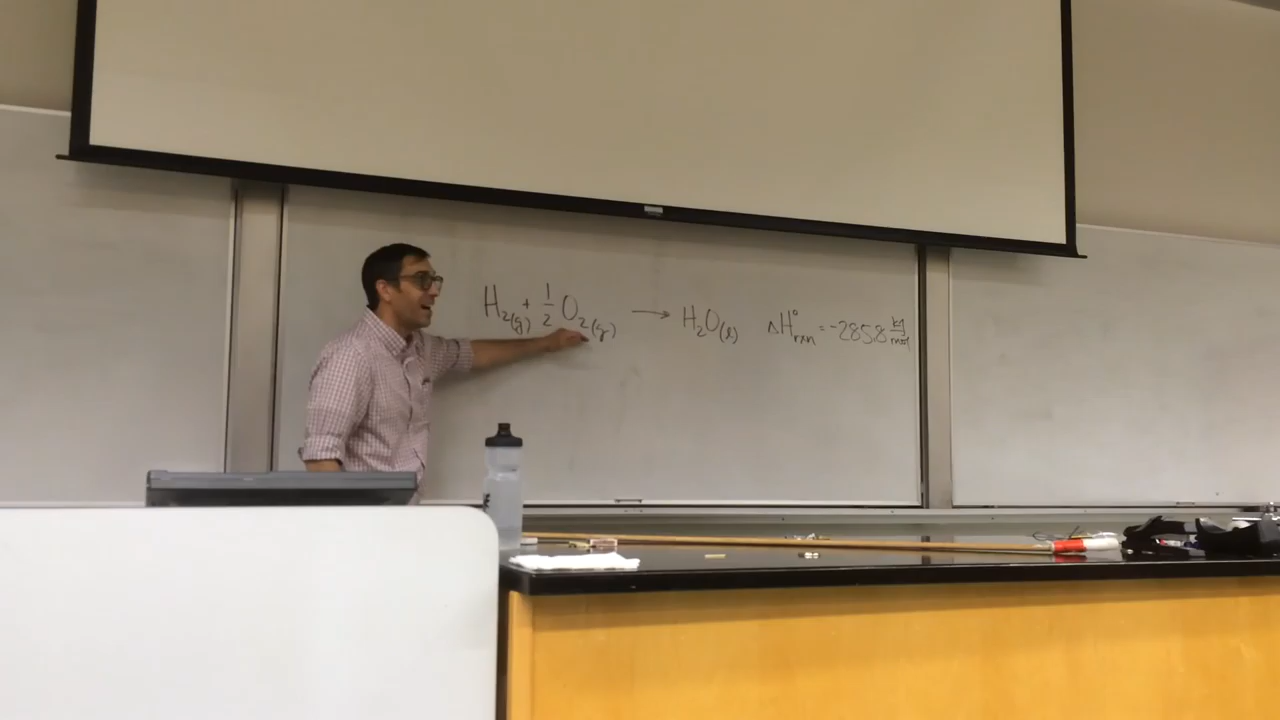 H₂(g) + ½ O₂(g) → H₂O(l) ΔH°rxn = -285.8 kJ/mol